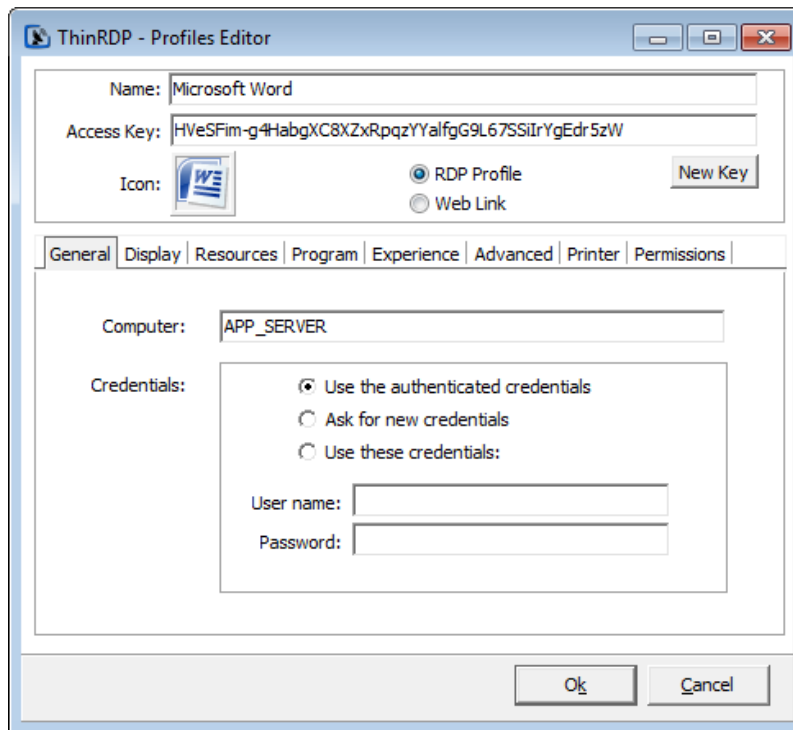 ThinRDP - Profiles Editor
Name: Microsoft Word
Access Key: HVeSFim-g4HabgXC8XZxRpqzYYalfgG9L67SSiIrYgEdr5zW
Icon: W RDP Profile New Key
Web Link
General Display Resources Program Experience Advanced Printer Permissions
Computer: APP_SERVER
Credentials: Use the authenticated credentials
Ask for new credentials
Use these credentials:
User name:
Password:
Ok Cancel